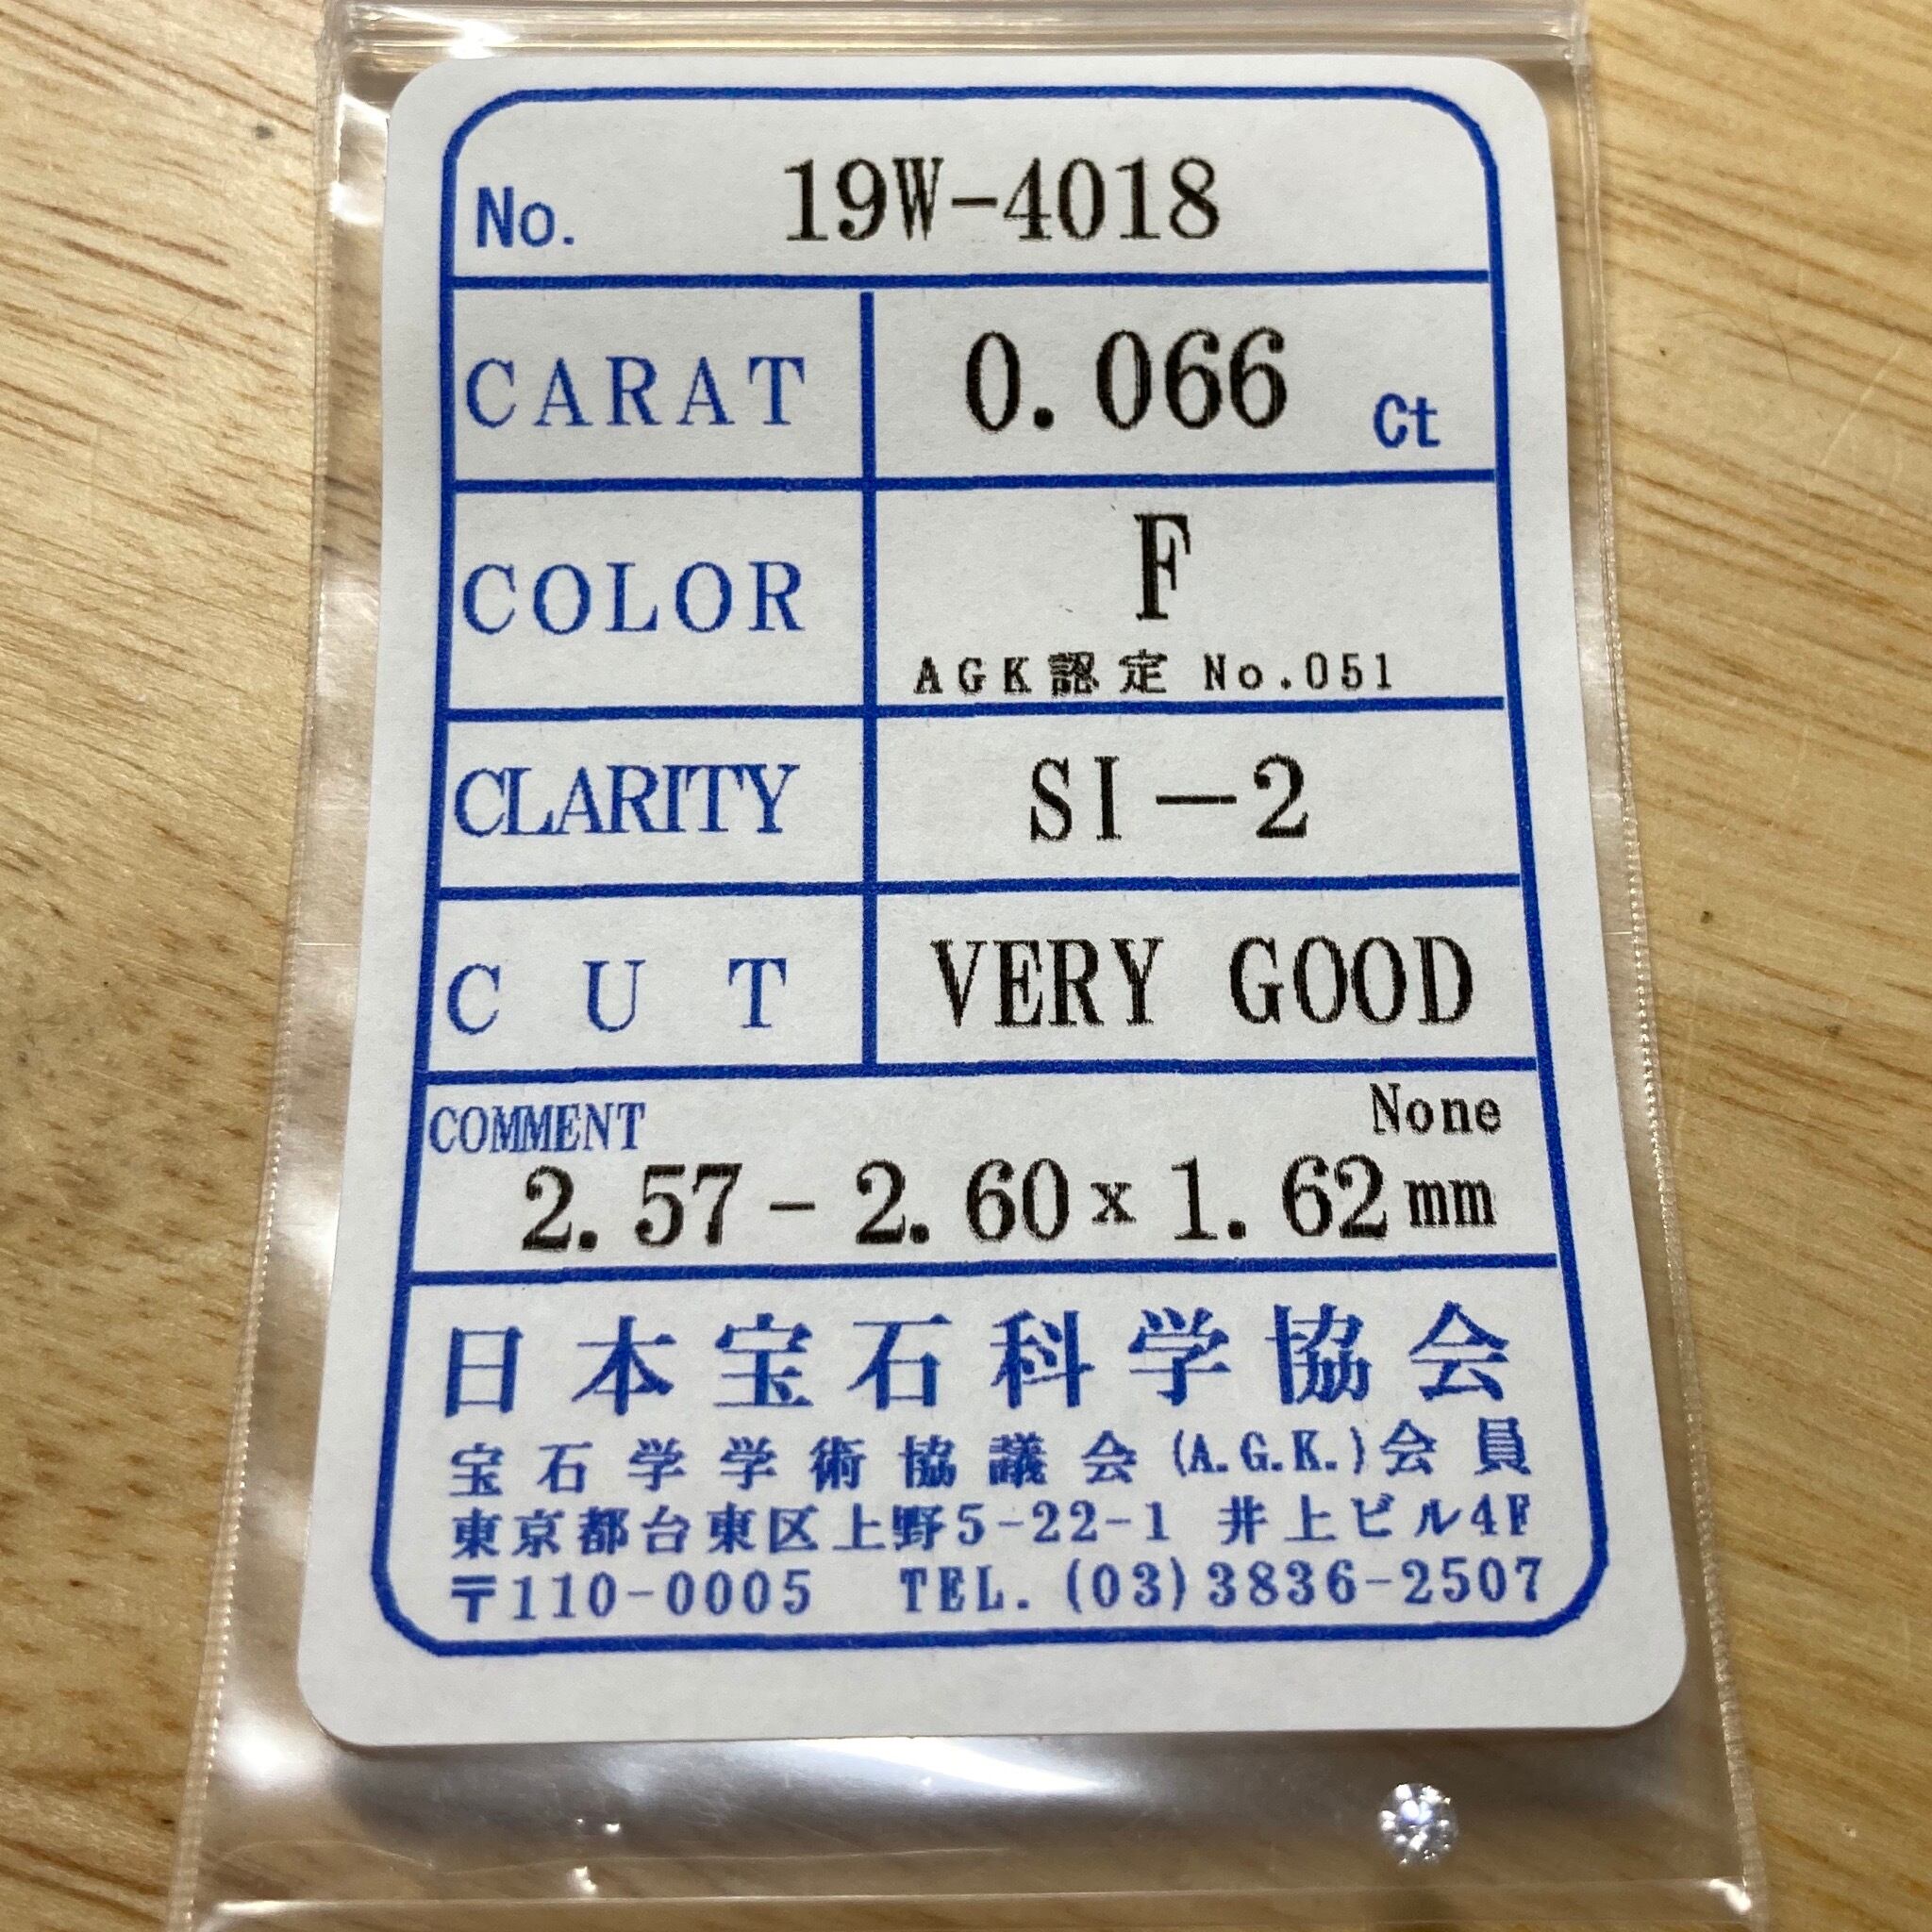 No. 19W-4018
CARAT 0.066 Ct
COLOR F
AGK認定 No.051
CLARITY SI-2
CUT VERY GOOD
COMMENT None
2.57 - 2.60 x 1.62 mm
日本宝石科学協会
宝石学学術協議会(A.G.K.)会員
東京都台東区上野5-22-1 井上ビル4F
〒110-0005 TEL.(03)3836-2507